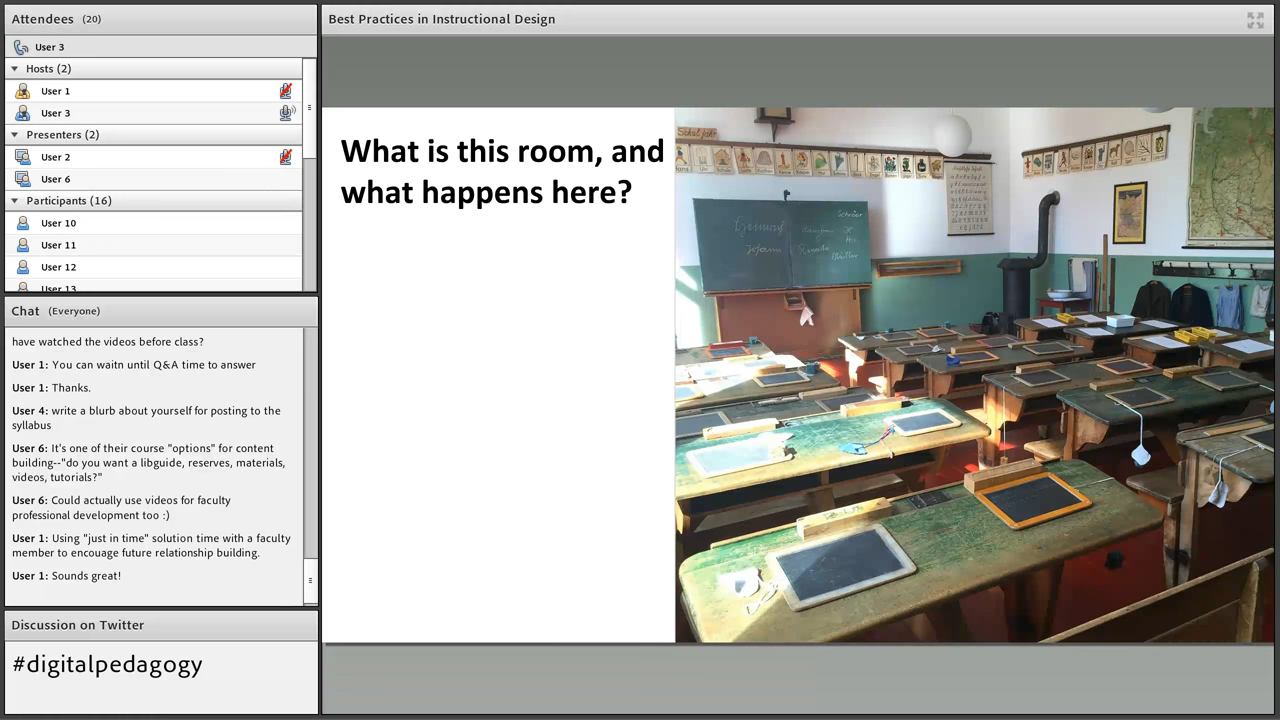 Attendees (20)
User 3
Hosts (2)
User 1
User 3
Presenters (2)
User 2
User 6
Participants (16)
User 10
User 11
User 12
User 13
Chat (Everyone)
have watched the videos before class?
User 1: You can waitn until Q&A time to answer
User 1: Thanks.
User 4: write a blurb about yourself for posting to the
syllabus
User 6: It's one of their course "options" for content
building--"do you want a libguide, reserves, materials,
videos, tutorials?"
User 6: Could actually use videos for faculty
professional development too :)
User 1: Using "just in time" solution time with a faculty
member to encouage future relationship building.
User 1: Sounds great!
Discussion on Twitter
#digitalpedagogy
Best Practices in Instructional Design
What is this room, and
what happens here?
Schuljahr
Schröer
Johann
Müller